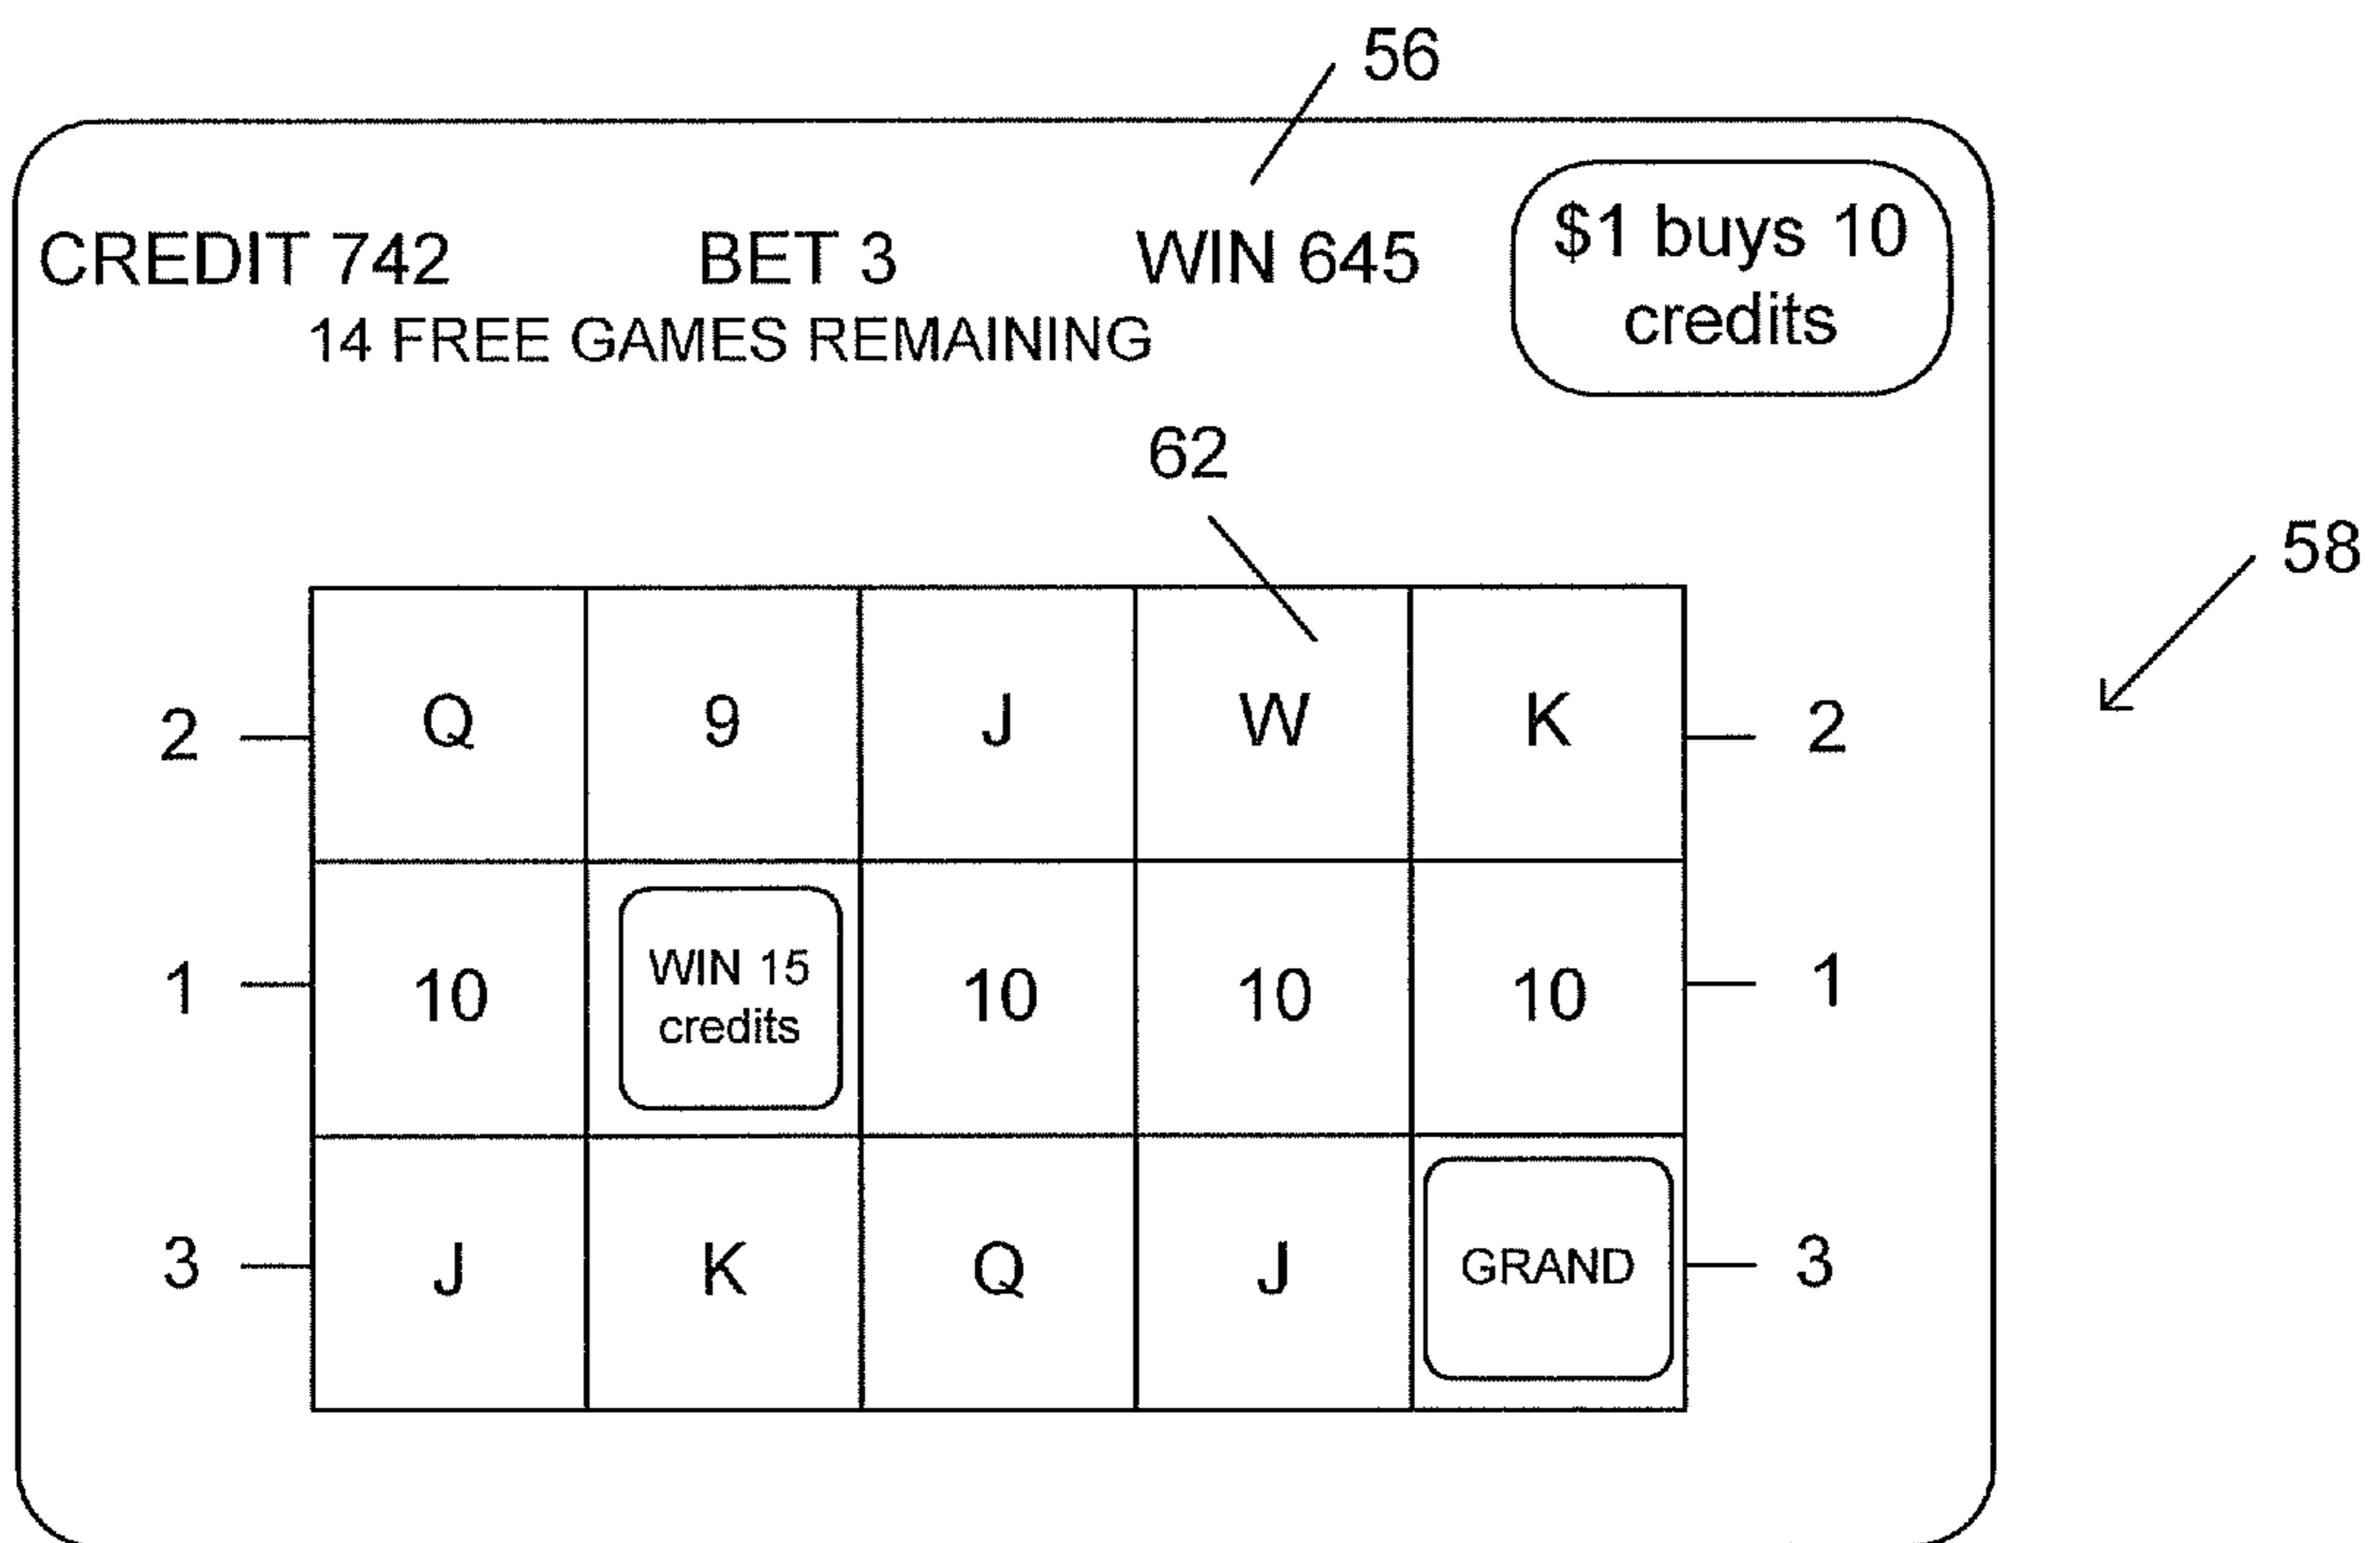 56
CREDIT 742 BET 3 WIN 645 $1 buys 10
credits
14 FREE GAMES REMAINING
62
58
2 Q 9 J W K 2
1 10 WIN 15
credits 10 10 10 1
3 J K Q J GRAND 3